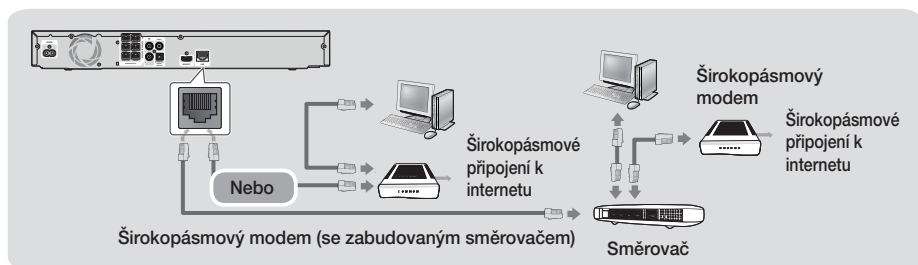 Širokopásmový
modem
Širokopásmové
připojení k
internetu
Širokopásmové
připojení k
internetu
Nebo
Širokopásmový modem (se zabudovaným směrovačem)
Směrovač